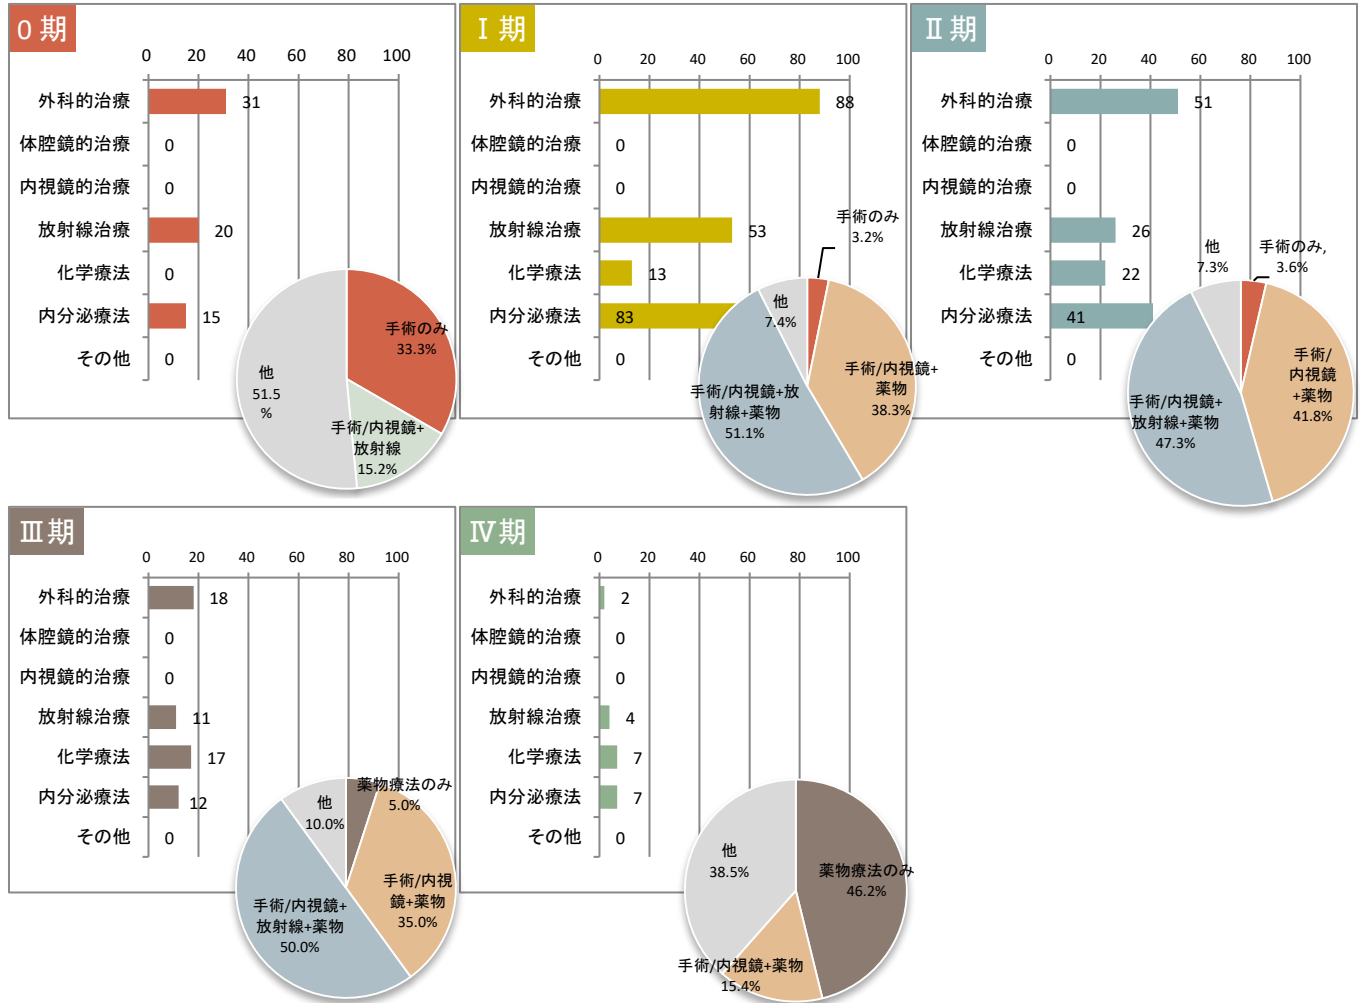 0期
0 20 40 60 80 100
外科的治療 31
体腔鏡的治療 0
内視鏡的治療 0
放射線治療 20
化学療法 0
内分泌療法 15
その他 0
手術のみ
33.3%
手術/内視鏡+
放射線
15.2%
他
51.5
%
Ⅰ期
0 20 40 60 80 100
外科的治療 88
体腔鏡的治療 0
内視鏡的治療 0
放射線治療 53
化学療法 13
内分泌療法 83
その他 0
手術のみ
3.2%
手術/内視鏡+
薬物
38.3%
手術/内視鏡+放
射線+薬物
51.1%
他
7.4%
Ⅱ期
0 20 40 60 80 100
外科的治療 51
体腔鏡的治療 0
内視鏡的治療 0
放射線治療 26
化学療法 22
内分泌療法 41
その他 0
手術のみ,
3.6%
手術/
内視鏡
+薬物
41.8%
手術/内視鏡+
放射線+薬物
47.3%
他
7.3%
Ⅲ期
0 20 40 60 80 100
外科的治療 18
体腔鏡的治療 0
内視鏡的治療 0
放射線治療 11
化学療法 17
内分泌療法 12
その他 0
薬物療法のみ
5.0%
手術/内視
鏡+薬物
35.0%
手術/内視鏡+
放射線+薬物
50.0%
他
10.0%
Ⅳ期
0 20 40 60 80 100
外科的治療 2
体腔鏡的治療 0
内視鏡的治療 0
放射線治療 4
化学療法 7
内分泌療法 7
その他 0
薬物療法のみ
46.2%
手術/内視鏡+薬物
15.4%
他
38.5%